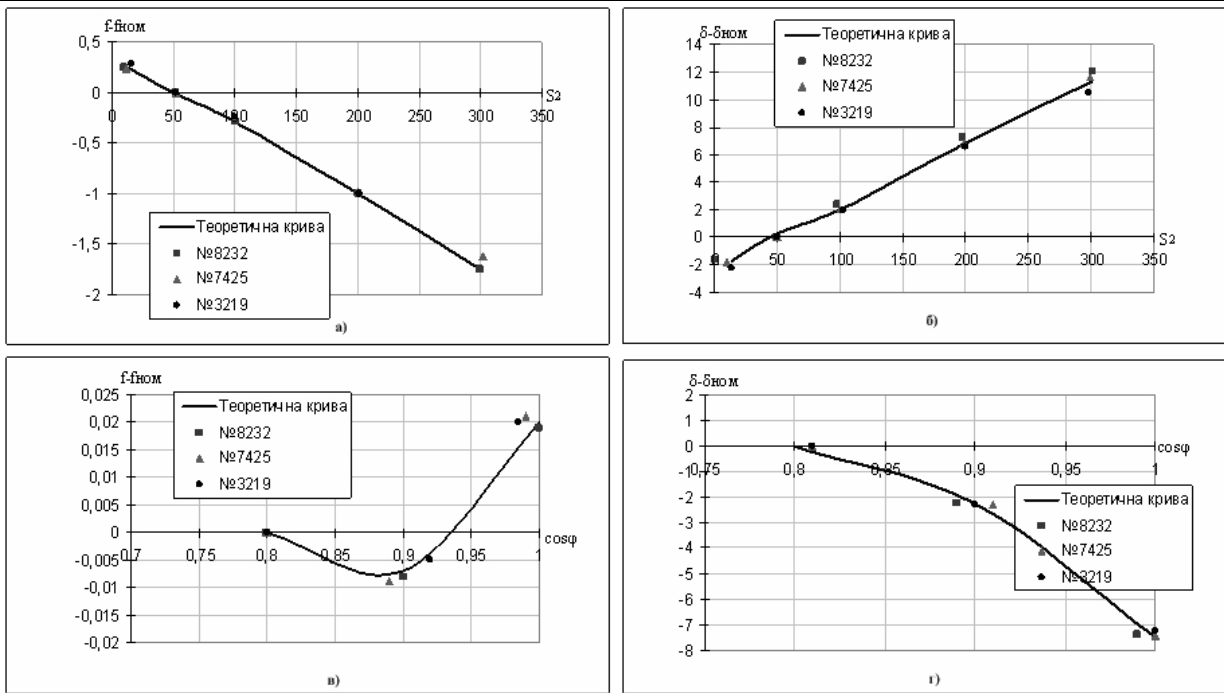 f-fном
0,5
0
-0,5
-1
-1,5
-2
0 50 100 150 200 250 300 350
S2
Теоретична крива
№8232
№7425
№3219
а)
δ-δном
14
12
10
8
6
4
2
0
-2
-4
0 50 100 150 200 250 300 350
S2
Теоретична крива
№8232
№7425
№3219
б)
f-fном
0,025
0,02
0,015
0,01
0,005
0
-0,005
-0,01
-0,015
-0,02
0,7 0,75 0,8 0,85 0,9 0,95 1
cosφ
Теоретична крива
№8232
№7425
№3219
в)
δ-δном
2
1
0
-1
-2
-3
-4
-5
-6
-7
-8
0,75 0,8 0,85 0,9 0,95 1
cosφ
Теоретична крива
№8232
№7425
№3219
г)